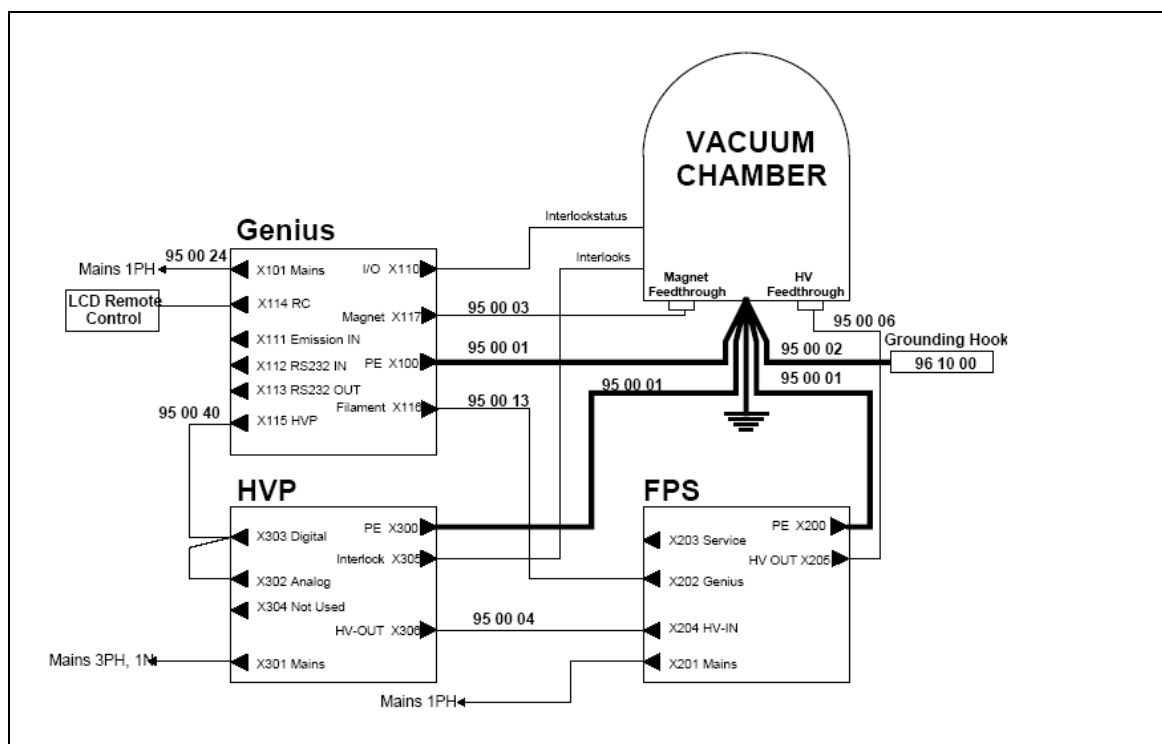 VACUUM
CHAMBER
Interlockstatus
Genius
95 00 24
Mains 1PH
X101 Mains
I/O X110
Interlocks
Magnet
Feedthrough
HV
Feedthrough
LCD Remote
Control
X114 RC
Magnet X117
95 00 03
95 00 06
X111 Emission IN
95 00 01
95 00 02
Grounding Hook
X112 RS232 IN
PE X100
96 10 00
X113 RS232 OUT
95 00 01
95 00 01
95 00 40
Filament X116
95 00 13
X115 HVP
HVP
FPS
PE X300
PE X200
X303 Digital
X203 Service
Interlock X305
HV OUT X205
X302 Analog
X202 Genius
X304 Not Used
95 00 04
HV-OUT X306
X204 HV-IN
Mains 3PH, 1N
X301 Mains
X201 Mains
Mains 1PH